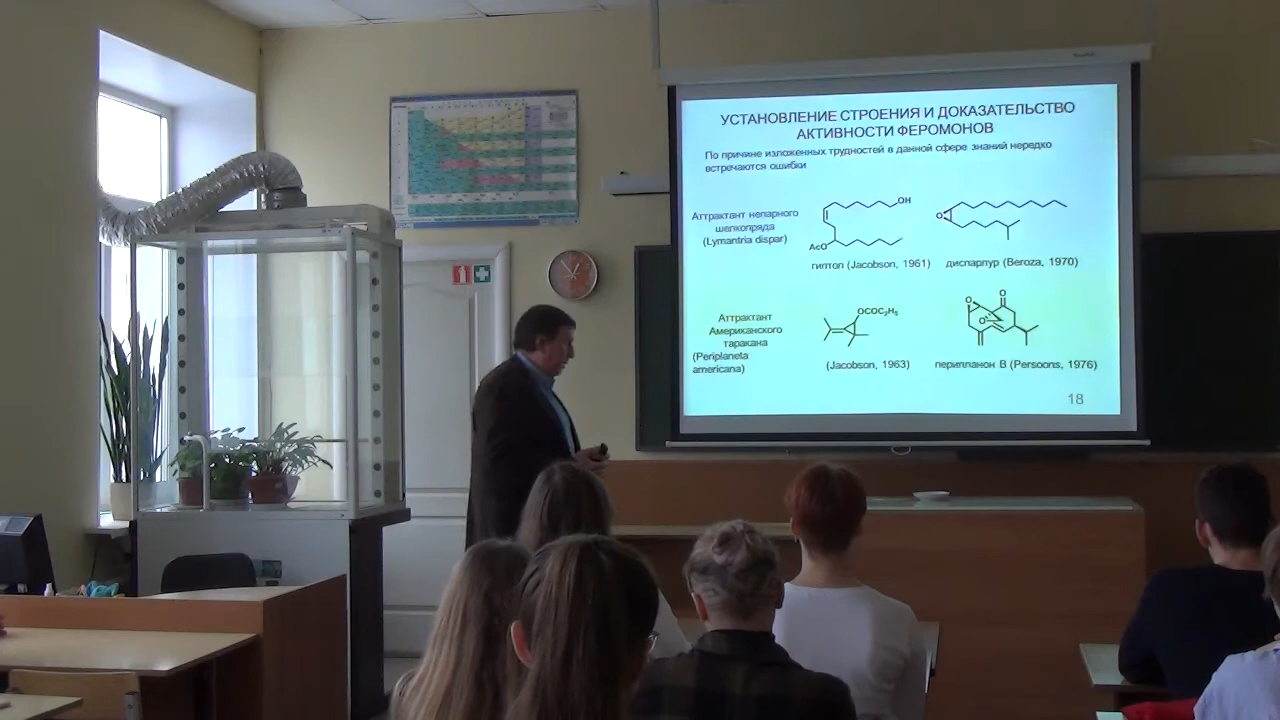 УСТАНОВЛЕНИЕ СТРОЕНИЯ И ДОКАЗАТЕЛЬСТВО
АКТИВНОСТИ ФЕРОМОНОВ
По причине изложенных трудностей в данной сфере знаний нередко
встречаются ошибки
Аттрактант непарного
шелкопряда
(Lymantria dispar)
OH
AcO
O
гиптол (Jacobson, 1961)
диспарлур (Beroza, 1970)
Аттрактант
Американского
таракана
(Periplaneta
americana)
OCOC₂H₅
O
O
O
(Jacobson, 1963)
перипланон В (Persoons, 1976)
18